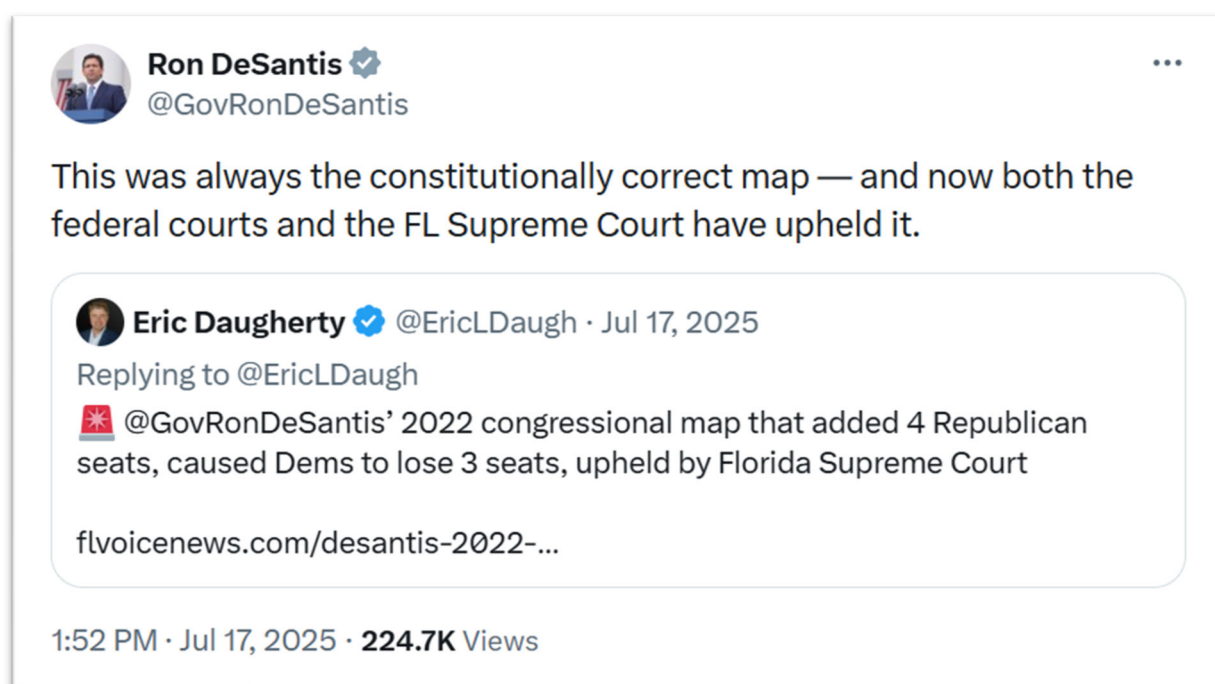 Ron DeSantis
@GovRonDeSantis
This was always the constitutionally correct map — and now both the
federal courts and the FL Supreme Court have upheld it.
Eric Daugherty @EricLDaugh · Jul 17, 2025
Replying to @EricLDaugh
🚨 @GovRonDeSantis’ 2022 congressional map that added 4 Republican
seats, caused Dems to lose 3 seats, upheld by Florida Supreme Court
flvoicenews.com/desantis-2022-...
1:52 PM · Jul 17, 2025 · 224.7K Views